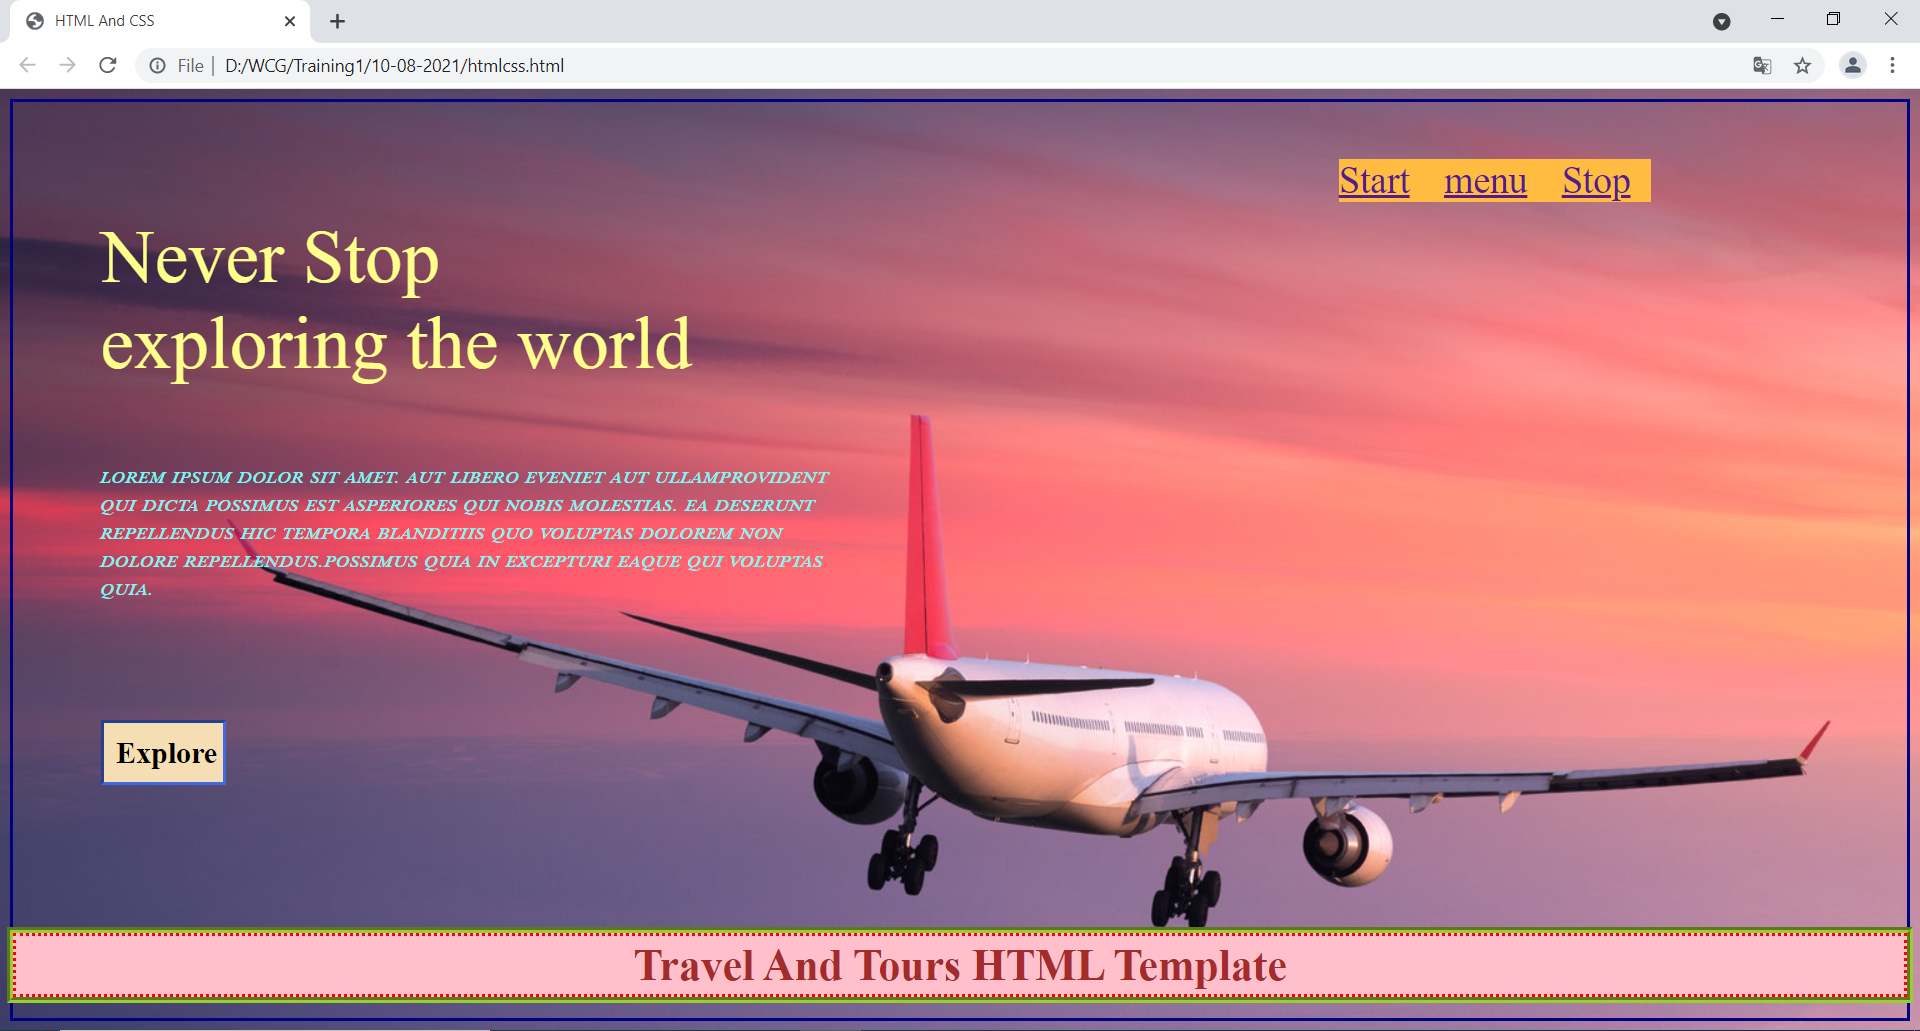 HTML And CSS
File | D:/WCG/Training1/10-08-2021/htmlcss.html
Start menu Stop
Never Stop
exploring the world
LOREM IPSUM DOLOR SIT AMET. AUT LIBERO EVENIET AUT ULLAMPROVIDENT
QUI DICTA POSSIMUS EST ASPERIORES QUI NOBIS MOLESTIAS. EA DESERUNT
REPELLENDUS HIC TEMPORA BLANDITIIS QUO VOLUPTAS DOLOREM NON
DOLORE REPELLENDUS.POSSIMUS QUIA IN EXCEPTURI EAQUE QUI VOLUPTAS
QUIA.
Explore
Travel And Tours HTML Template